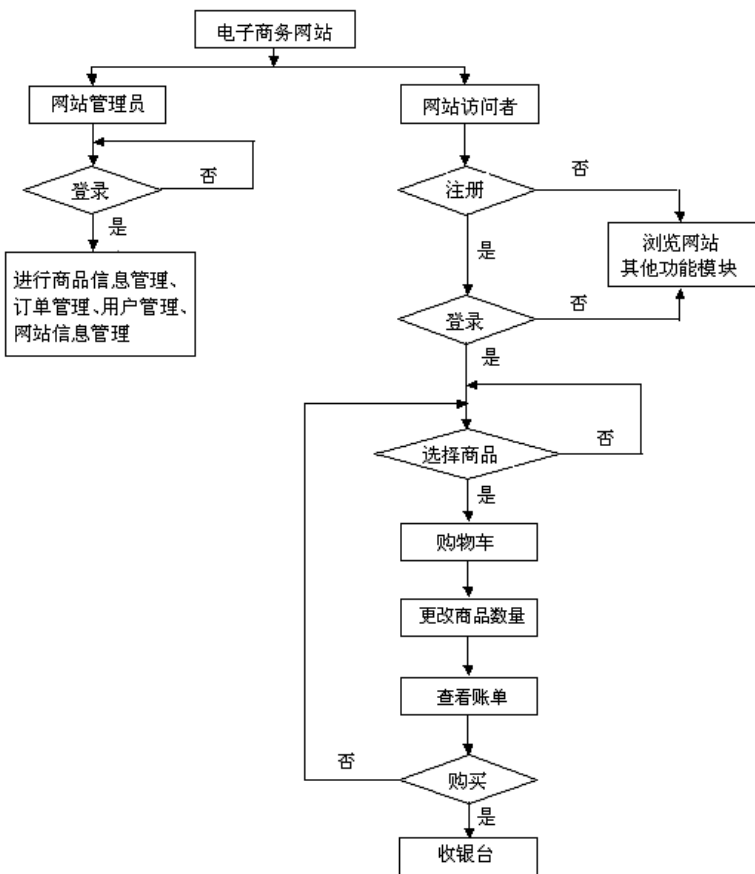 电子商务网站
网站管理员
网站访问者
登录
否
是
进行商品信息管理、
订单管理、用户管理、
网站信息管理
注册
否
是
浏览网站
其他功能模块
登录
否
是
选择商品
否
是
购物车
更改商品数量
查看账单
购买
否
是
收银台